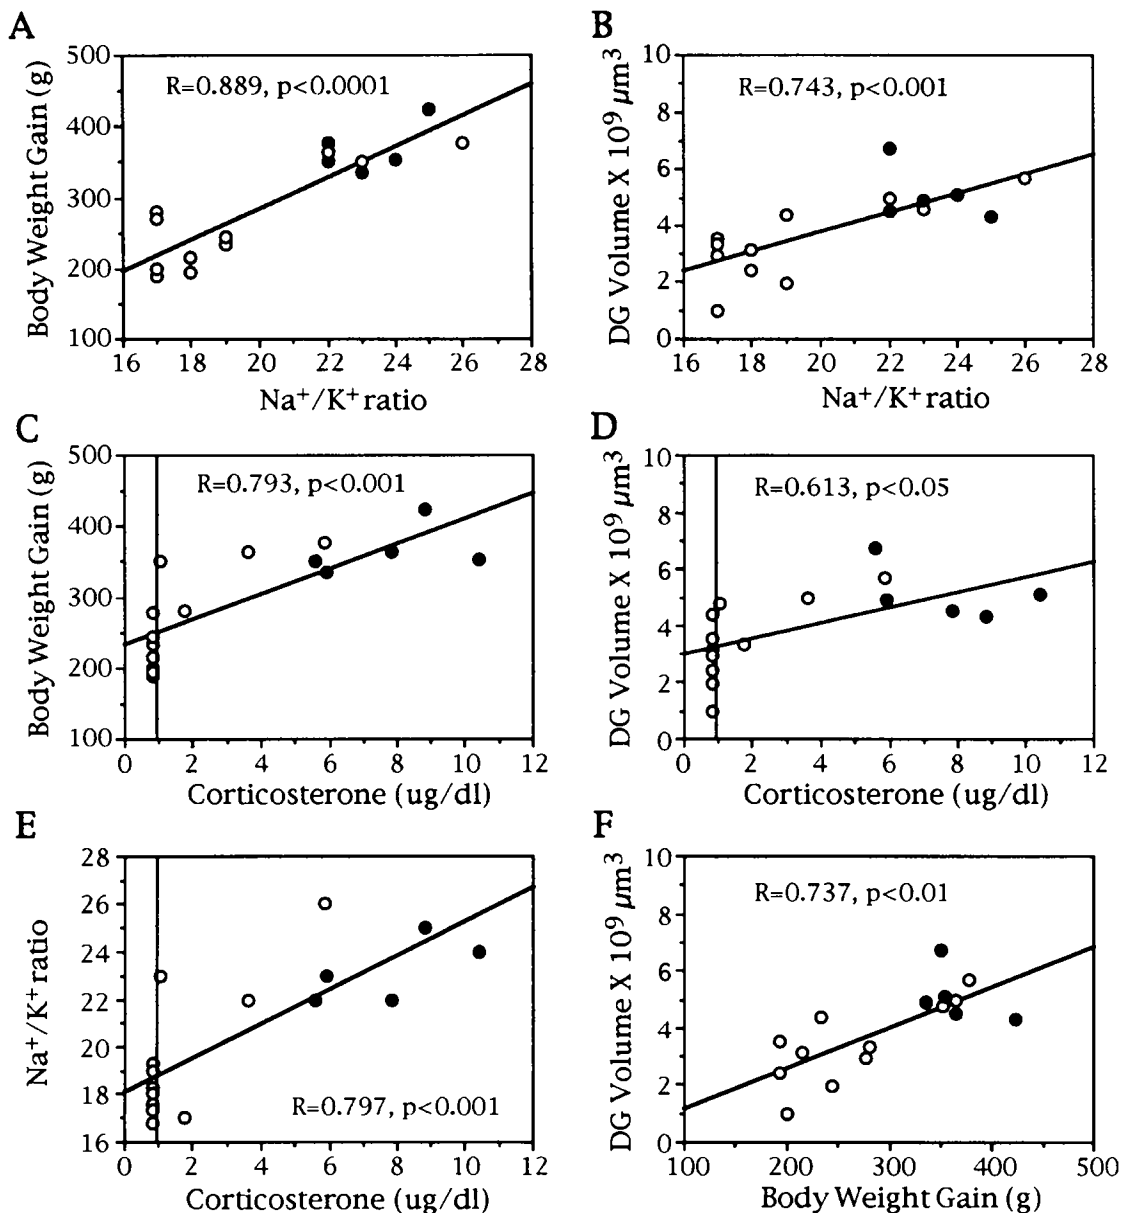 A
Body Weight Gain (g)
500
400
300
200
100
R=0.889, p<0.0001
16 18 20 22 24 26 28
Na⁺/K⁺ ratio
B
DG Volume X 10⁹ µm³
10
8
6
4
2
0
R=0.743, p<0.001
16 18 20 22 24 26 28
Na⁺/K⁺ ratio
C
Body Weight Gain (g)
500
400
300
200
100
R=0.793, p<0.001
0 2 4 6 8 10 12
Corticosterone (ug/dl)
D
DG Volume X 10⁹ µm³
10
8
6
4
2
0
R=0.613, p<0.05
0 2 4 6 8 10 12
Corticosterone (ug/dl)
E
Na⁺/K⁺ ratio
28
26
24
22
20
18
16
R=0.797, p<0.001
0 2 4 6 8 10 12
Corticosterone (ug/dl)
F
DG Volume X 10⁹ µm³
10
8
6
4
2
0
R=0.737, p<0.01
100 200 300 400 500
Body Weight Gain (g)